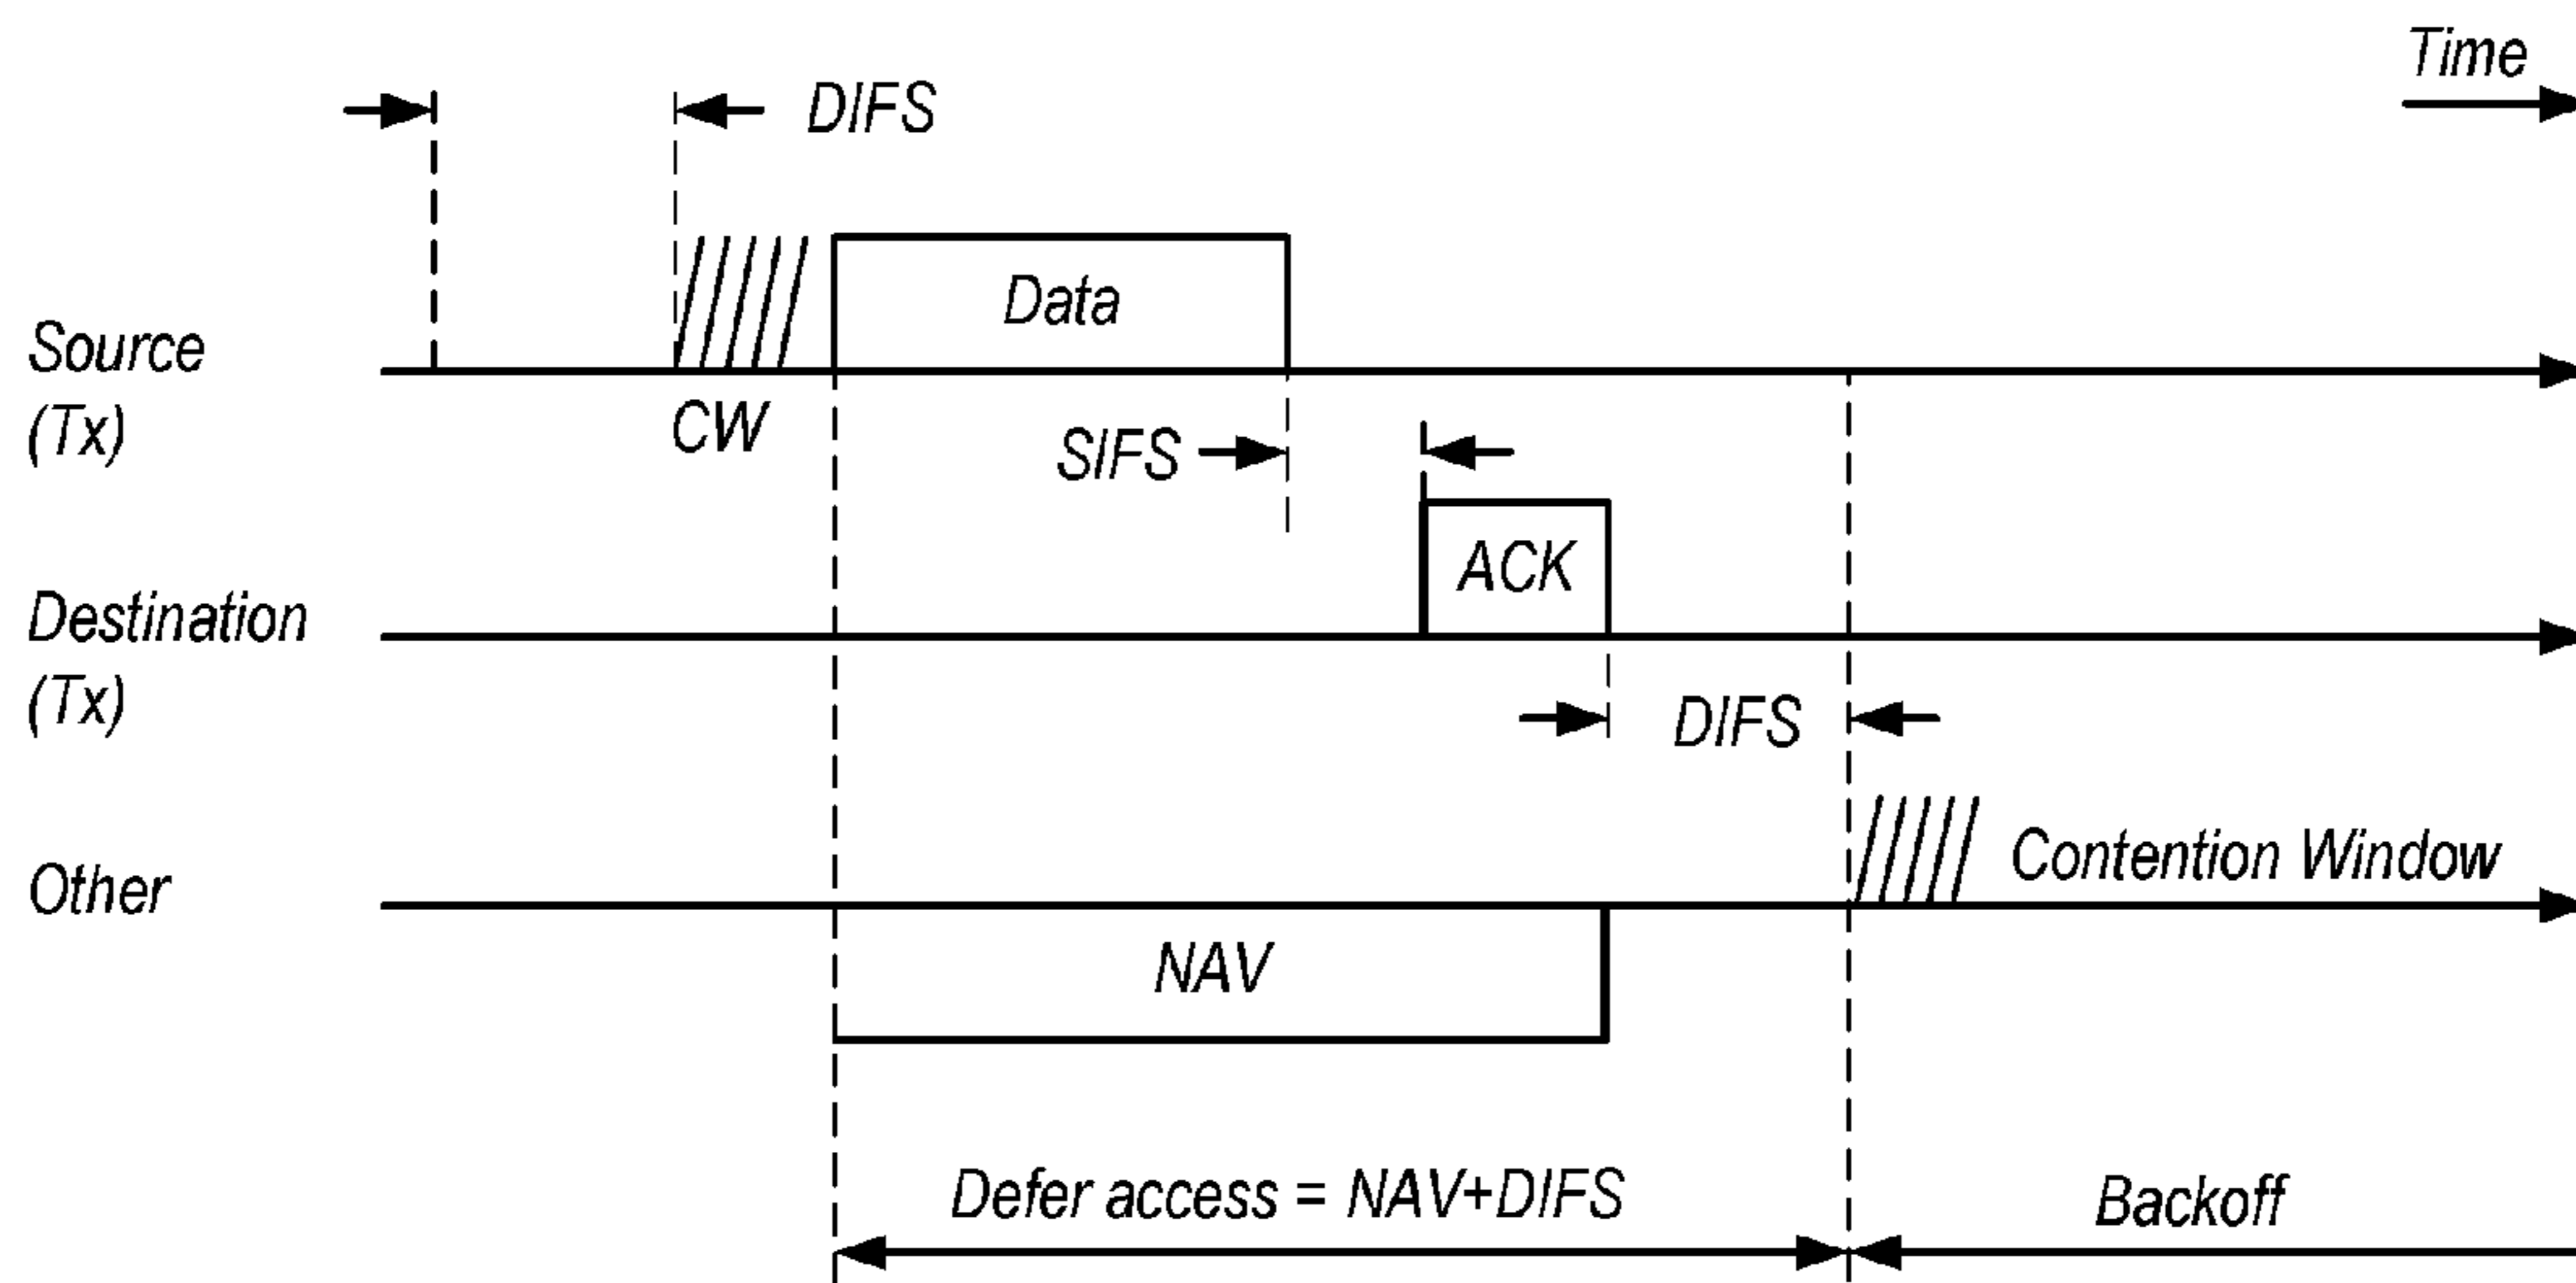 Time
DIFS
Data
Source
(Tx)
CW
SIFS
ACK
Destination
(Tx)
DIFS
Contention Window
Other
NAV
Defer access = NAV+DIFS
Backoff